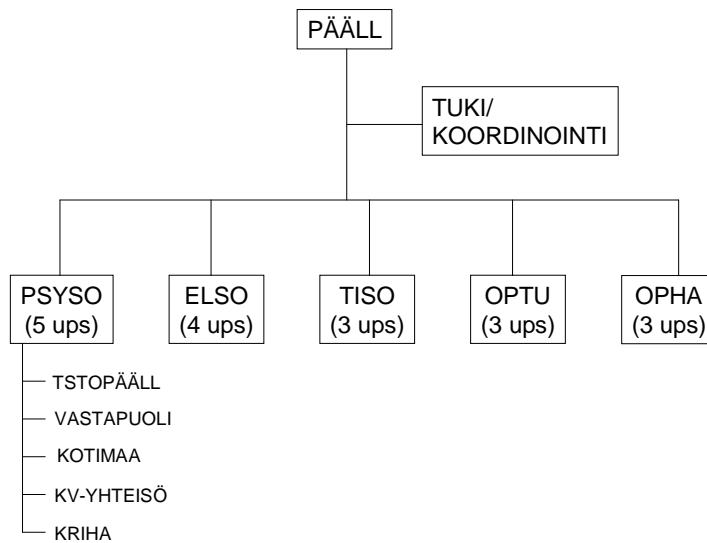 PÄÄLL
TUKI/
KOORDINOINTI
PSYSO
(5 ups)
ELSO
(4 ups)
TISO
(3 ups)
OPTU
(3 ups)
OPHA
(3 ups)
TSTOPÄÄLL
VASTAPUOLI
KOTIMAA
KV-YHTEISÖ
KRIHA